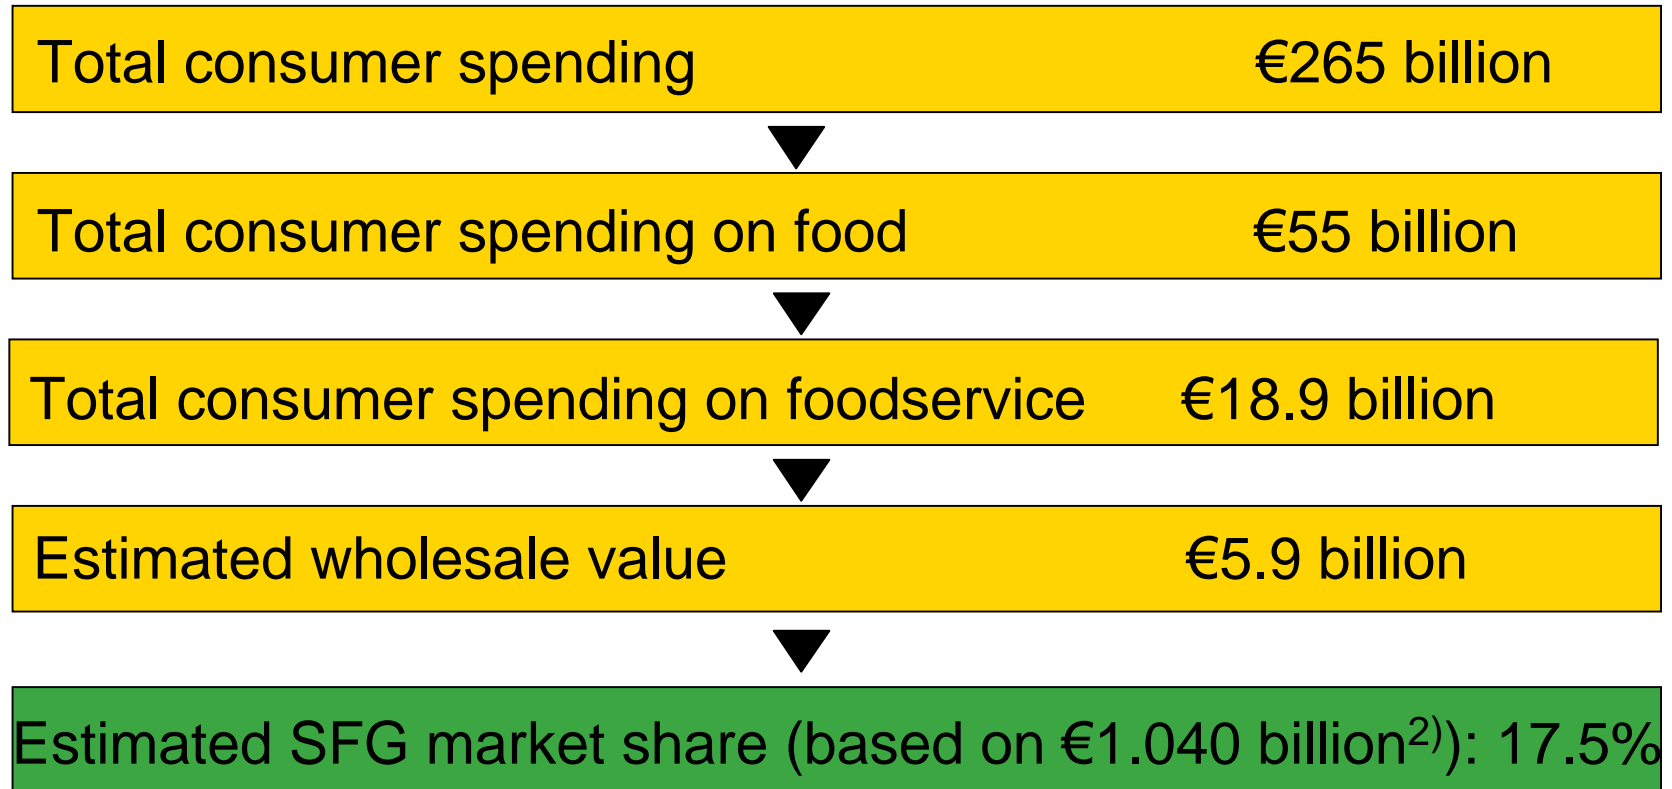 Total consumer spending €265 billion
Total consumer spending on food €55 billion
Total consumer spending on foodservice €18.9 billion
Estimated wholesale value €5.9 billion
Estimated SFG market share (based on €1.040 billion²⁾): 17.5%